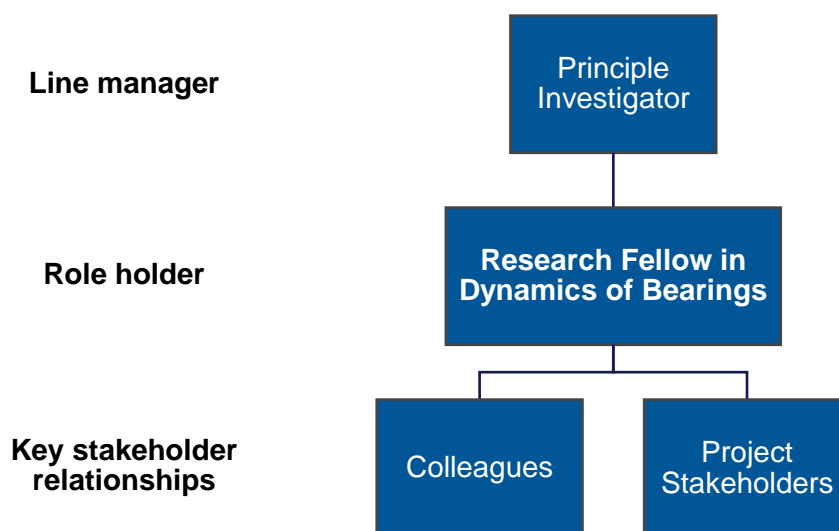 Line manager
Principle
Investigator
Role holder
Research Fellow in
Dynamics of Bearings
Key stakeholder
relationships
Colleagues
Project
Stakeholders